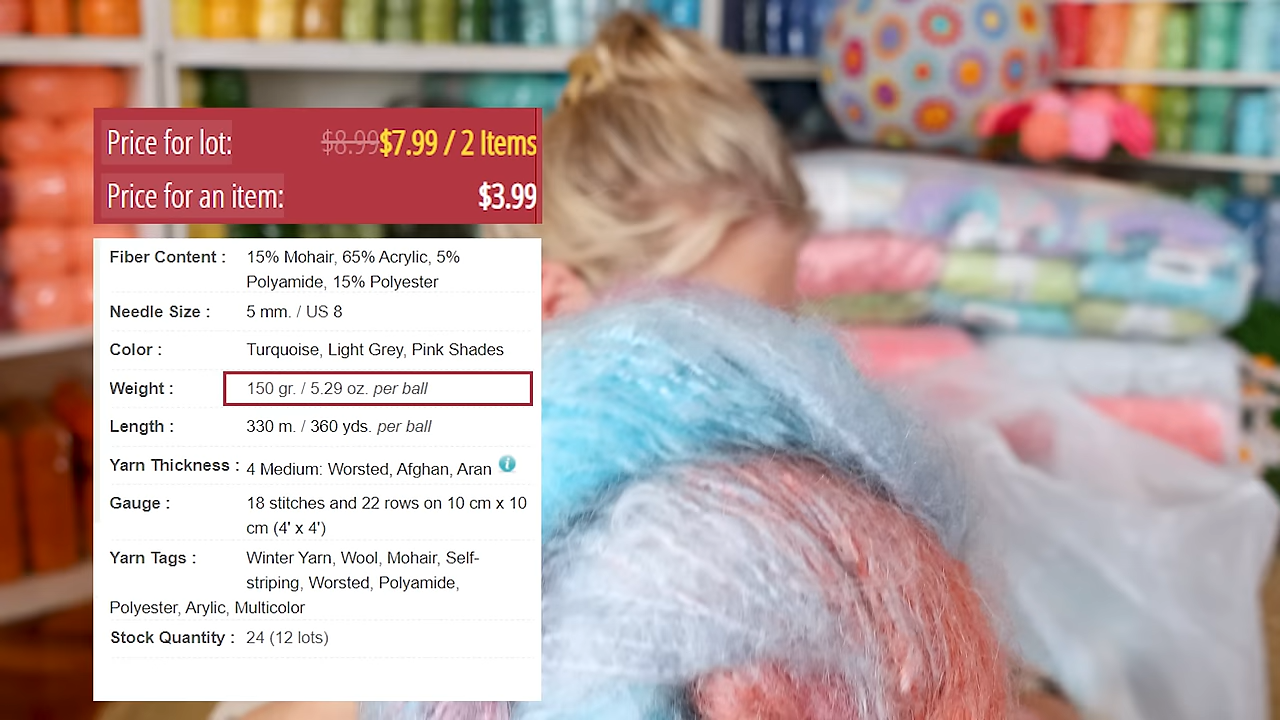 Price for lot: $8.99 $7.99 / 2 Items
Price for an item: $3.99
Fiber Content : 15% Mohair, 65% Acrylic, 5%
Polyamide, 15% Polyester
Needle Size : 5 mm. / US 8
Color : Turquoise, Light Grey, Pink Shades
Weight : 150 gr. / 5.29 oz. per ball
Length : 330 m. / 360 yds. per ball
Yarn Thickness : 4 Medium: Worsted, Afghan, Aran i
Gauge : 18 stitches and 22 rows on 10 cm x 10
cm (4' x 4')
Yarn Tags : Winter Yarn, Wool, Mohair, Self-
striping, Worsted, Polyamide,
Polyester, Arylic, Multicolor
Stock Quantity : 24 (12 lots)